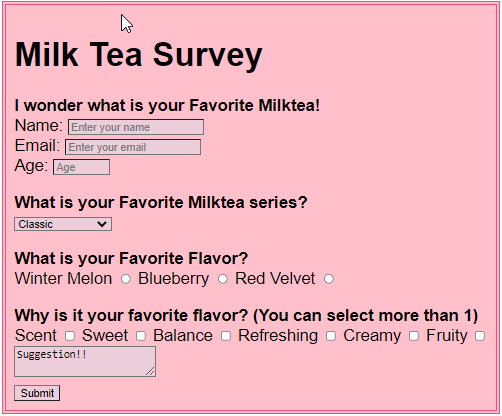 Milk Tea Survey
I wonder what is your Favorite Milktea!
Name: Enter your name
Email: Enter your email
Age: Age
What is your Favorite Milktea series?
Classic
What is your Favorite Flavor?
Winter Melon Blueberry Red Velvet
Why is it your favorite flavor? (You can select more than 1)
Scent Sweet Balance Refreshing Creamy Fruity
Suggestion!!
Submit